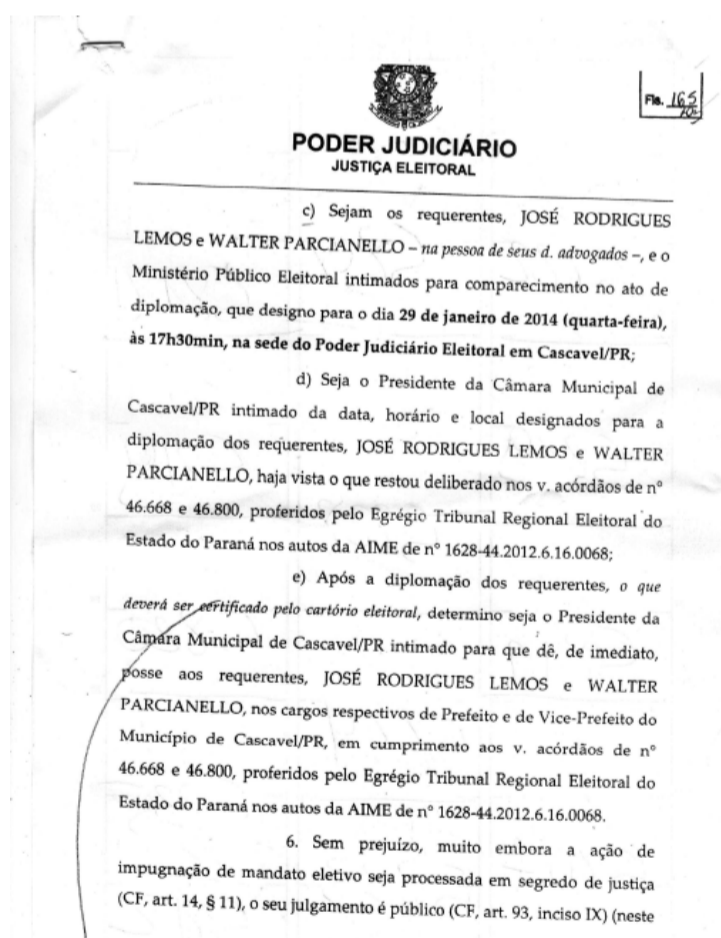 Fls. 165
PODER JUDICIÁRIO
JUSTIÇA ELEITORAL
c) Sejam os requerentes, JOSÉ RODRIGUES
LEMOS e WALTER PARCIANELLO – na pessoa de seus d. advogados –, e o
Ministério Público Eleitoral intimados para comparecimento no ato de
diplomação, que designo para o dia 29 de janeiro de 2014 (quarta-feira),
às 17h30min, na sede do Poder Judiciário Eleitoral em Cascavel/PR;
d) Seja o Presidente da Câmara Municipal de
Cascavel/PR intimado da data, horário e local designados para a
diplomação dos requerentes, JOSÉ RODRIGUES LEMOS e WALTER
PARCIANELLO, haja vista o que restou deliberado nos v. acórdãos de nº
46.668 e 46.800, proferidos pelo Egrégio Tribunal Regional Eleitoral do
Estado do Paraná nos autos da AIME de nº 1628-44.2012.6.16.0068;
e) Após a diplomação dos requerentes, o que
deverá ser certificado pelo cartório eleitoral, determino seja o Presidente da
Câmara Municipal de Cascavel/PR intimado para que dê, de imediato,
posse aos requerentes, JOSÉ RODRIGUES LEMOS e WALTER
PARCIANELLO, nos cargos respectivos de Prefeito e de Vice-Prefeito do
Município de Cascavel/PR, em cumprimento aos v. acórdãos de nº
46.668 e 46.800, proferidos pelo Egrégio Tribunal Regional Eleitoral do
Estado do Paraná nos autos da AIME de nº 1628-44.2012.6.16.0068.
6. Sem prejuízo, muito embora a ação de
impugnação de mandato eletivo seja processada em segredo de justiça
(CF, art. 14, § 11), o seu julgamento é público (CF, art. 93, inciso IX) (neste